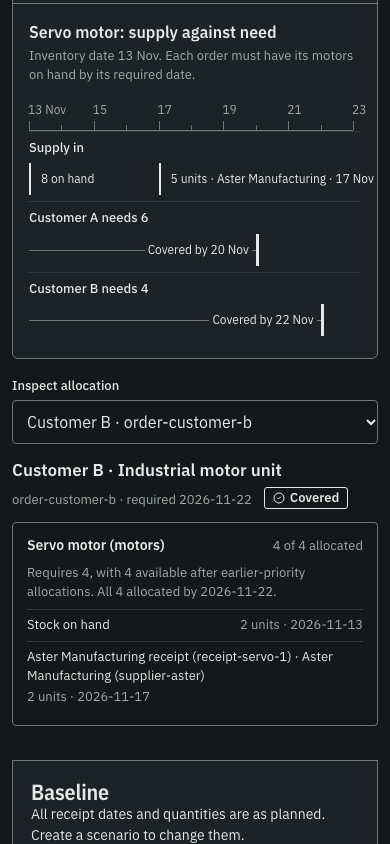 Servo motor: supply against need
Inventory date 13 Nov. Each order must have its motors
on hand by its required date.
13 Nov 15 17 19 21 23
Supply in
8 on hand 5 units · Aster Manufacturing · 17 Nov
Customer A needs 6
Covered by 20 Nov
Customer B needs 4
Covered by 22 Nov
Inspect allocation
Customer B · order-customer-b
Customer B · Industrial motor unit
order-customer-b · required 2026-11-22 Covered
Servo motor (motors) 4 of 4 allocated
Requires 4, with 4 available after earlier-priority
allocations. All 4 allocated by 2026-11-22.
Stock on hand 2 units · 2026-11-13
Aster Manufacturing receipt (receipt-servo-1) · Aster
Manufacturing (supplier-aster)
2 units · 2026-11-17
Baseline
All receipt dates and quantities are as planned.
Create a scenario to change them.